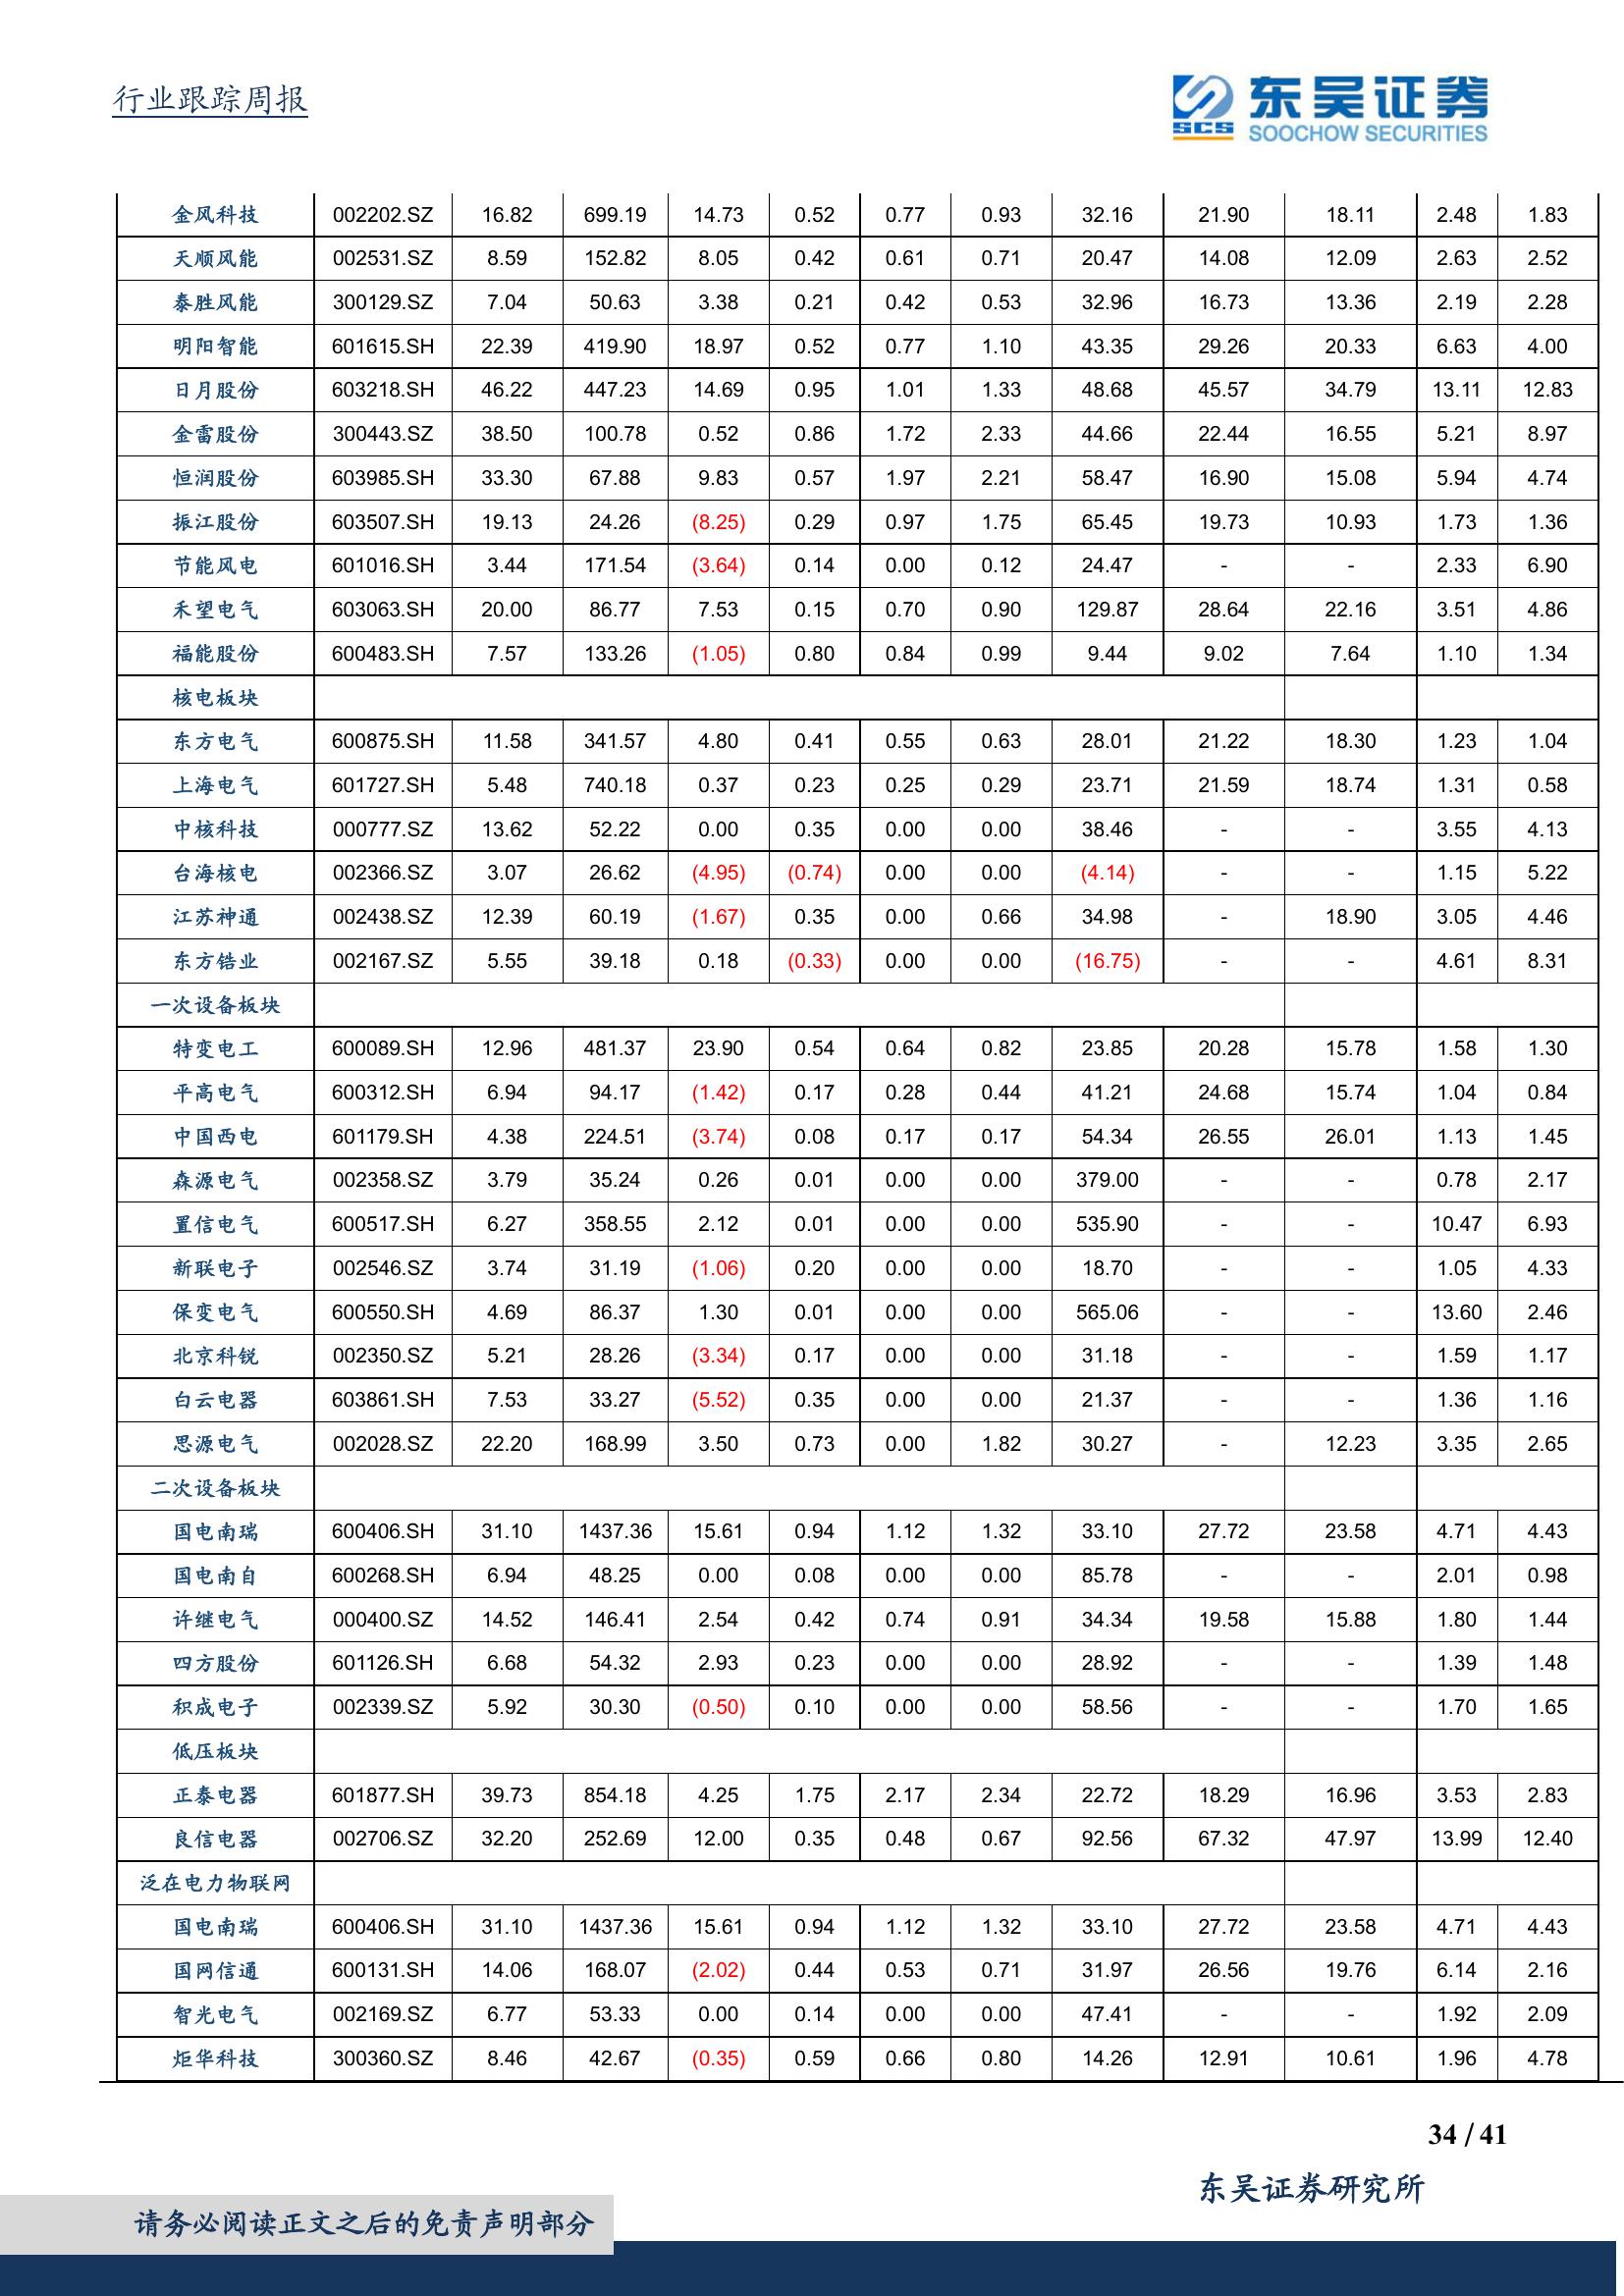 行业跟踪周报
SCS 东吴证券
SOOCHOW SECURITIES
金风科技 002202.SZ 16.82 699.19 14.73 0.52 0.77 0.93 32.16 21.90 18.11 2.48 1.83
天顺风能 002531.SZ 8.59 152.82 8.05 0.42 0.61 0.71 20.47 14.08 12.09 2.63 2.52
泰胜风能 300129.SZ 7.04 50.63 3.38 0.21 0.42 0.53 32.96 16.73 13.36 2.19 2.28
明阳智能 601615.SH 22.39 419.90 18.97 0.52 0.77 1.10 43.35 29.26 20.33 6.63 4.00
日月股份 603218.SH 46.22 447.23 14.69 0.95 1.01 1.33 48.68 45.57 34.79 13.11 12.83
金雷股份 300443.SZ 38.50 100.78 0.52 0.86 1.72 2.33 44.66 22.44 16.55 5.21 8.97
恒润股份 603985.SH 33.30 67.88 9.83 0.57 1.97 2.21 58.47 16.90 15.08 5.94 4.74
振江股份 603507.SH 19.13 24.26 (8.25) 0.29 0.97 1.75 65.45 19.73 10.93 1.73 1.36
节能风电 601016.SH 3.44 171.54 (3.64) 0.14 0.00 0.12 24.47 - - 2.33 6.90
禾望电气 603063.SH 20.00 86.77 7.53 0.15 0.70 0.90 129.87 28.64 22.16 3.51 4.86
福能股份 600483.SH 7.57 133.26 (1.05) 0.80 0.84 0.99 9.44 9.02 7.64 1.10 1.34
核电板块
东方电气 600875.SH 11.58 341.57 4.80 0.41 0.55 0.63 28.01 21.22 18.30 1.23 1.04
上海电气 601727.SH 5.48 740.18 0.37 0.23 0.25 0.29 23.71 21.59 18.74 1.31 0.58
中核科技 000777.SZ 13.62 52.22 0.00 0.35 0.00 0.00 38.46 - - 3.55 4.13
台海核电 002366.SZ 3.07 26.62 (4.95) (0.74) 0.00 0.00 (4.14) - - 1.15 5.22
江苏神通 002438.SZ 12.39 60.19 (1.67) 0.35 0.00 0.66 34.98 - 18.90 3.05 4.46
东方锆业 002167.SZ 5.55 39.18 0.18 (0.33) 0.00 0.00 (16.75) - - 4.61 8.31
一次设备板块
特变电工 600089.SH 12.96 481.37 23.90 0.54 0.64 0.82 23.85 20.28 15.78 1.58 1.30
平高电气 600312.SH 6.94 94.17 (1.42) 0.17 0.28 0.44 41.21 24.68 15.74 1.04 0.84
中国西电 601179.SH 4.38 224.51 (3.74) 0.08 0.17 0.17 54.34 26.55 26.01 1.13 1.45
森源电气 002358.SZ 3.79 35.24 0.26 0.01 0.00 0.00 379.00 - - 0.78 2.17
置信电气 600517.SH 6.27 358.55 2.12 0.01 0.00 0.00 535.90 - - 10.47 6.93
新联电子 002546.SZ 3.74 31.19 (1.06) 0.20 0.00 0.00 18.70 - - 1.05 4.33
保变电气 600550.SH 4.69 86.37 1.30 0.01 0.00 0.00 565.06 - - 13.60 2.46
北京科锐 002350.SZ 5.21 28.26 (3.34) 0.17 0.00 0.00 31.18 - - 1.59 1.17
白云电器 603861.SH 7.53 33.27 (5.52) 0.35 0.00 0.00 21.37 - - 1.36 1.16
思源电气 002028.SZ 22.20 168.99 3.50 0.73 0.00 1.82 30.27 - 12.23 3.35 2.65
二次设备板块
国电南瑞 600406.SH 31.10 1437.36 15.61 0.94 1.12 1.32 33.10 27.72 23.58 4.71 4.43
国电南自 600268.SH 6.94 48.25 0.00 0.08 0.00 0.00 85.78 - - 2.01 0.98
许继电气 000400.SZ 14.52 146.41 2.54 0.42 0.74 0.91 34.34 19.58 15.88 1.80 1.44
四方股份 601126.SH 6.68 54.32 2.93 0.23 0.00 0.00 28.92 - - 1.39 1.48
积成电子 002339.SZ 5.92 30.30 (0.50) 0.10 0.00 0.00 58.56 - - 1.70 1.65
低压板块
正泰电器 601877.SH 39.73 854.18 4.25 1.75 2.17 2.34 22.72 18.29 16.96 3.53 2.83
良信电器 002706.SZ 32.20 252.69 12.00 0.35 0.48 0.67 92.56 67.32 47.97 13.99 12.40
泛在电力物联网
国电南瑞 600406.SH 31.10 1437.36 15.61 0.94 1.12 1.32 33.10 27.72 23.58 4.71 4.43
国网信通 600131.SH 14.06 168.07 (2.02) 0.44 0.53 0.71 31.97 26.56 19.76 6.14 2.16
智光电气 002169.SZ 6.77 53.33 0.00 0.14 0.00 0.00 47.41 - - 1.92 2.09
炬华科技 300360.SZ 8.46 42.67 (0.35) 0.59 0.66 0.80 14.26 12.91 10.61 1.96 4.78
34 / 41
东吴证券研究所
请务必阅读正文之后的免责声明部分